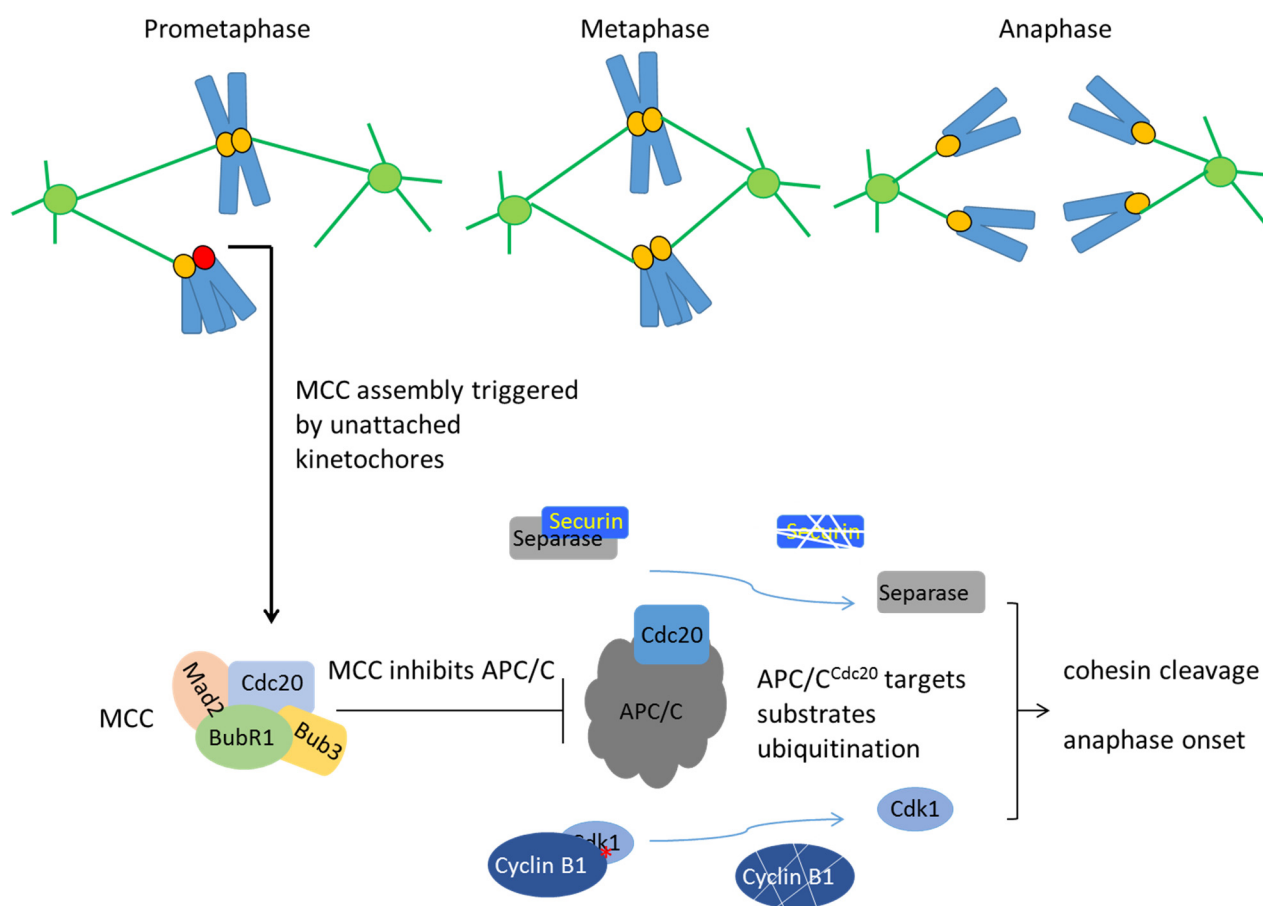 Prometaphase
Metaphase
Anaphase
MCC assembly triggered
by unattached
kinetochores
Securin
Separase
Securin
Separase
Cdc20
MCC inhibits APC/C
Mad2
Cdc20
MCC
BubR1
Bub3
APC/C
APC/C^Cdc20 targets
substrates
ubiquitination
cohesin cleavage
anaphase onset
Cdk1
Cdk1
*
Cyclin B1
Cyclin B1